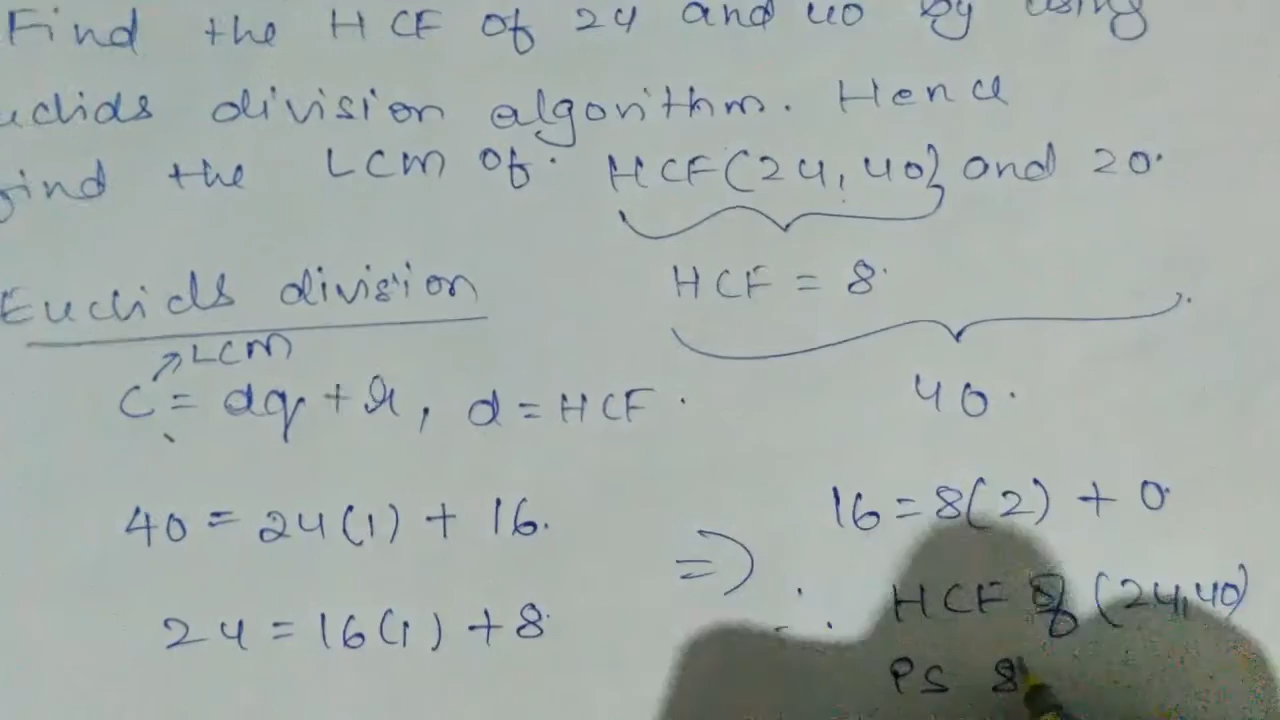 Find the HCF of 24 and 40 by using
uclids division algorithm. Hence
find the LCM of. HCF(24,40) and 20.
HCF = 8.
Euclids division
LCM
C = dq + r, d = HCF.
40.
40 = 24(1) + 16.
24 = 16(1) + 8.
=> 16 = 8(2) + 0.
∴ HCF of (24,40)
PS 8